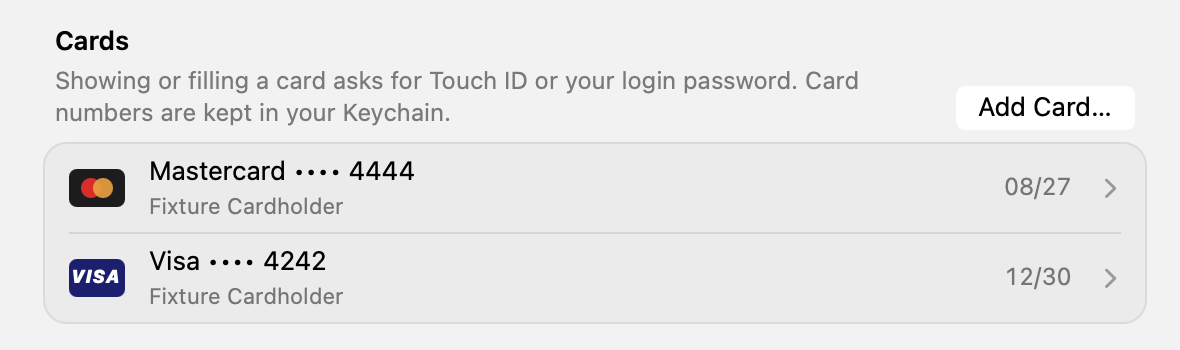 Cards
Showing or filling a card asks for Touch ID or your login password. Card
numbers are kept in your Keychain.
Add Card...
Mastercard •••• 4444
Fixture Cardholder
08/27
VISA
Visa •••• 4242
Fixture Cardholder
12/30